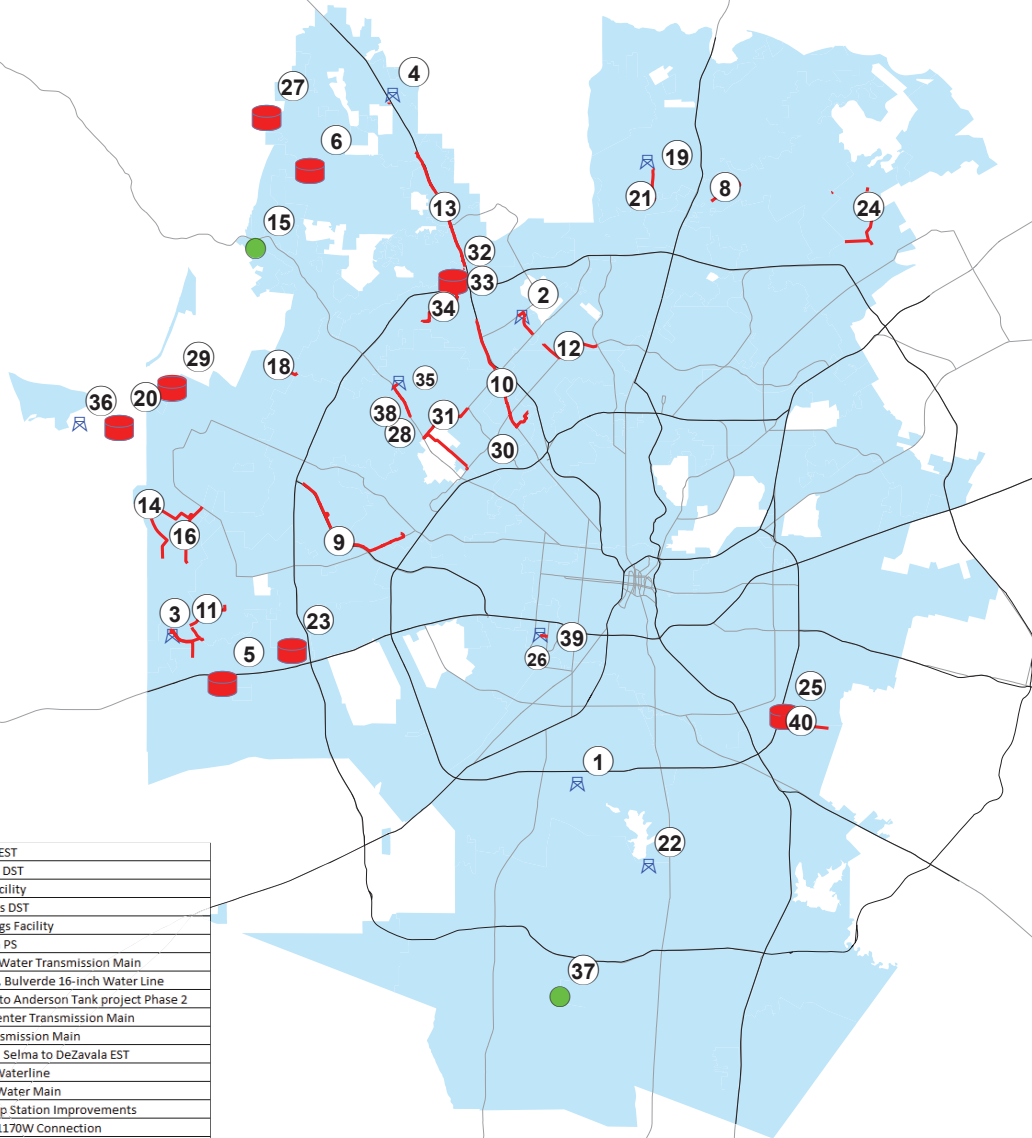 4
27
6
19
8
21
13
24
15
32
33
2
34
12
29
18
35
10
20
36
38
31
28
30
14
16
9
3
11
23
39
5
26
25
40
1
22
37
EST
DST
s DST
gs Facility
PS
Water Transmission Main
Bulverde 16-inch Water Line
to Anderson Tank project Phase 2
enter Transmission Main
smission Main
Selma to DeZavala EST
Waterline
Water Main
p Station Improvements
1170W Connection